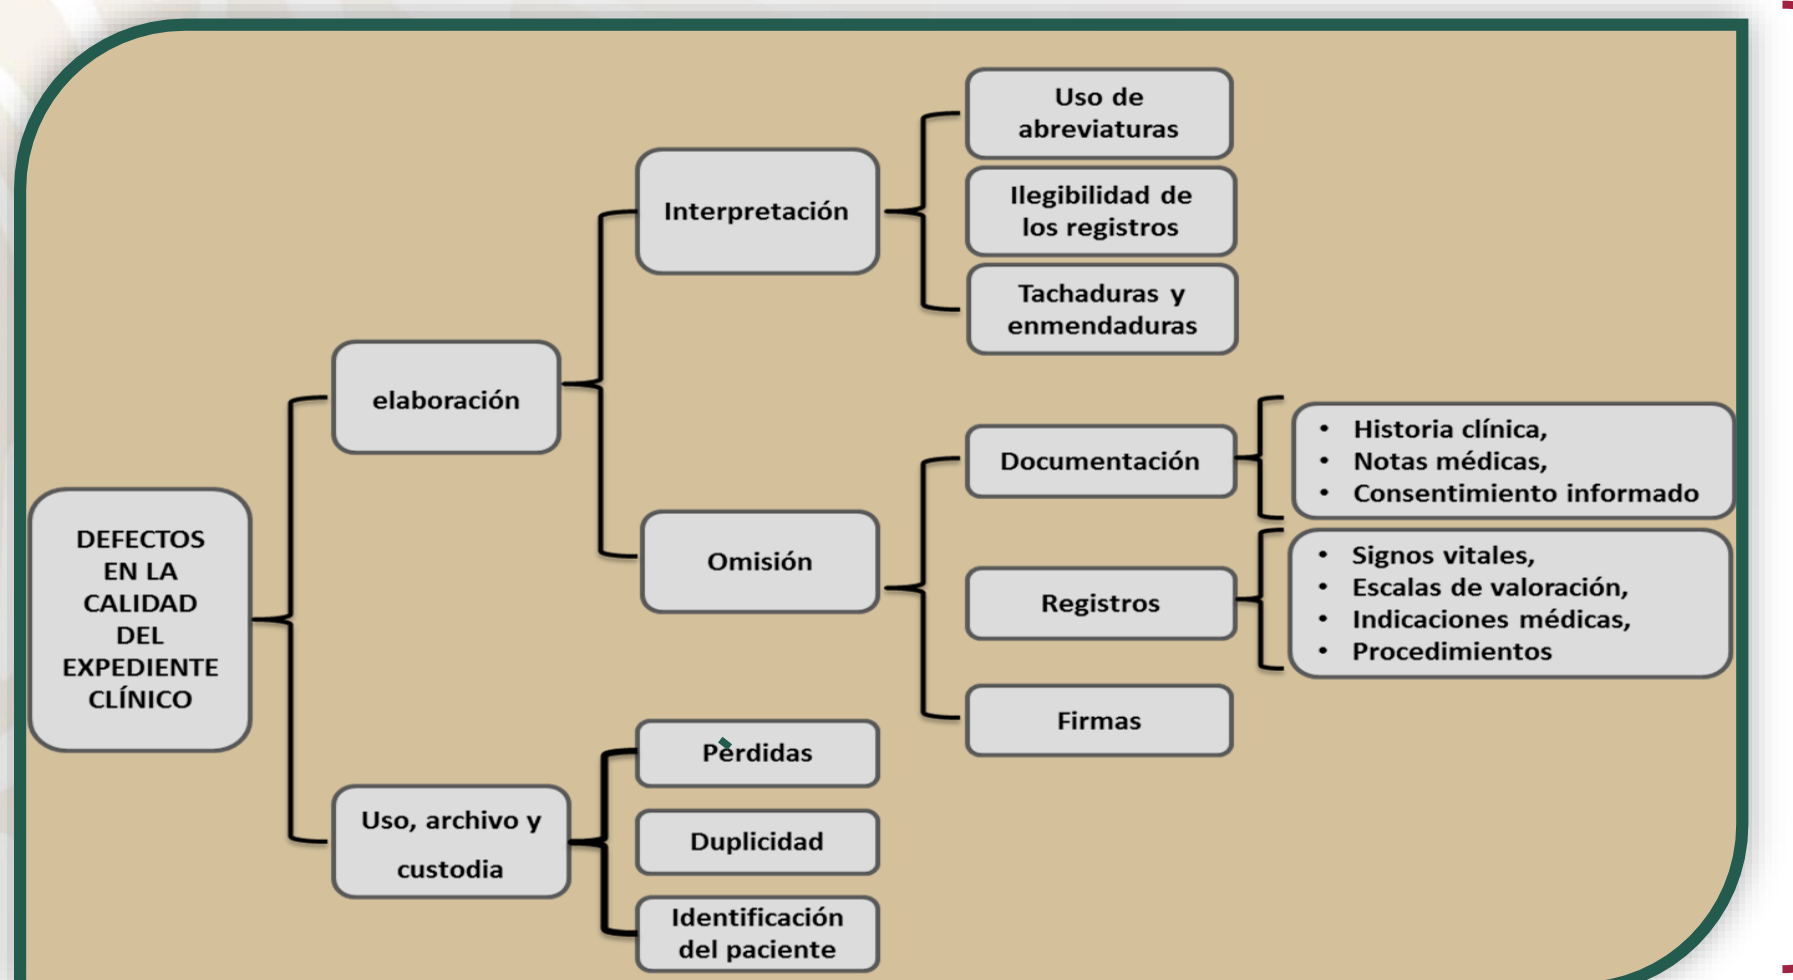 DEFECTOS
EN LA
CALIDAD
DEL
EXPEDIENTE
CLÍNICO
elaboración
Interpretación
Uso de
abreviaturas
Ilegibilidad de
los registros
Tachaduras y
enmendaduras
Omisión
Documentación
• Historia clínica,
• Notas médicas,
• Consentimiento informado
Registros
• Signos vitales,
• Escalas de valoración,
• Indicaciones médicas,
• Procedimientos
Firmas
Uso, archivo y
custodia
Pérdidas
Duplicidad
Identificación
del paciente